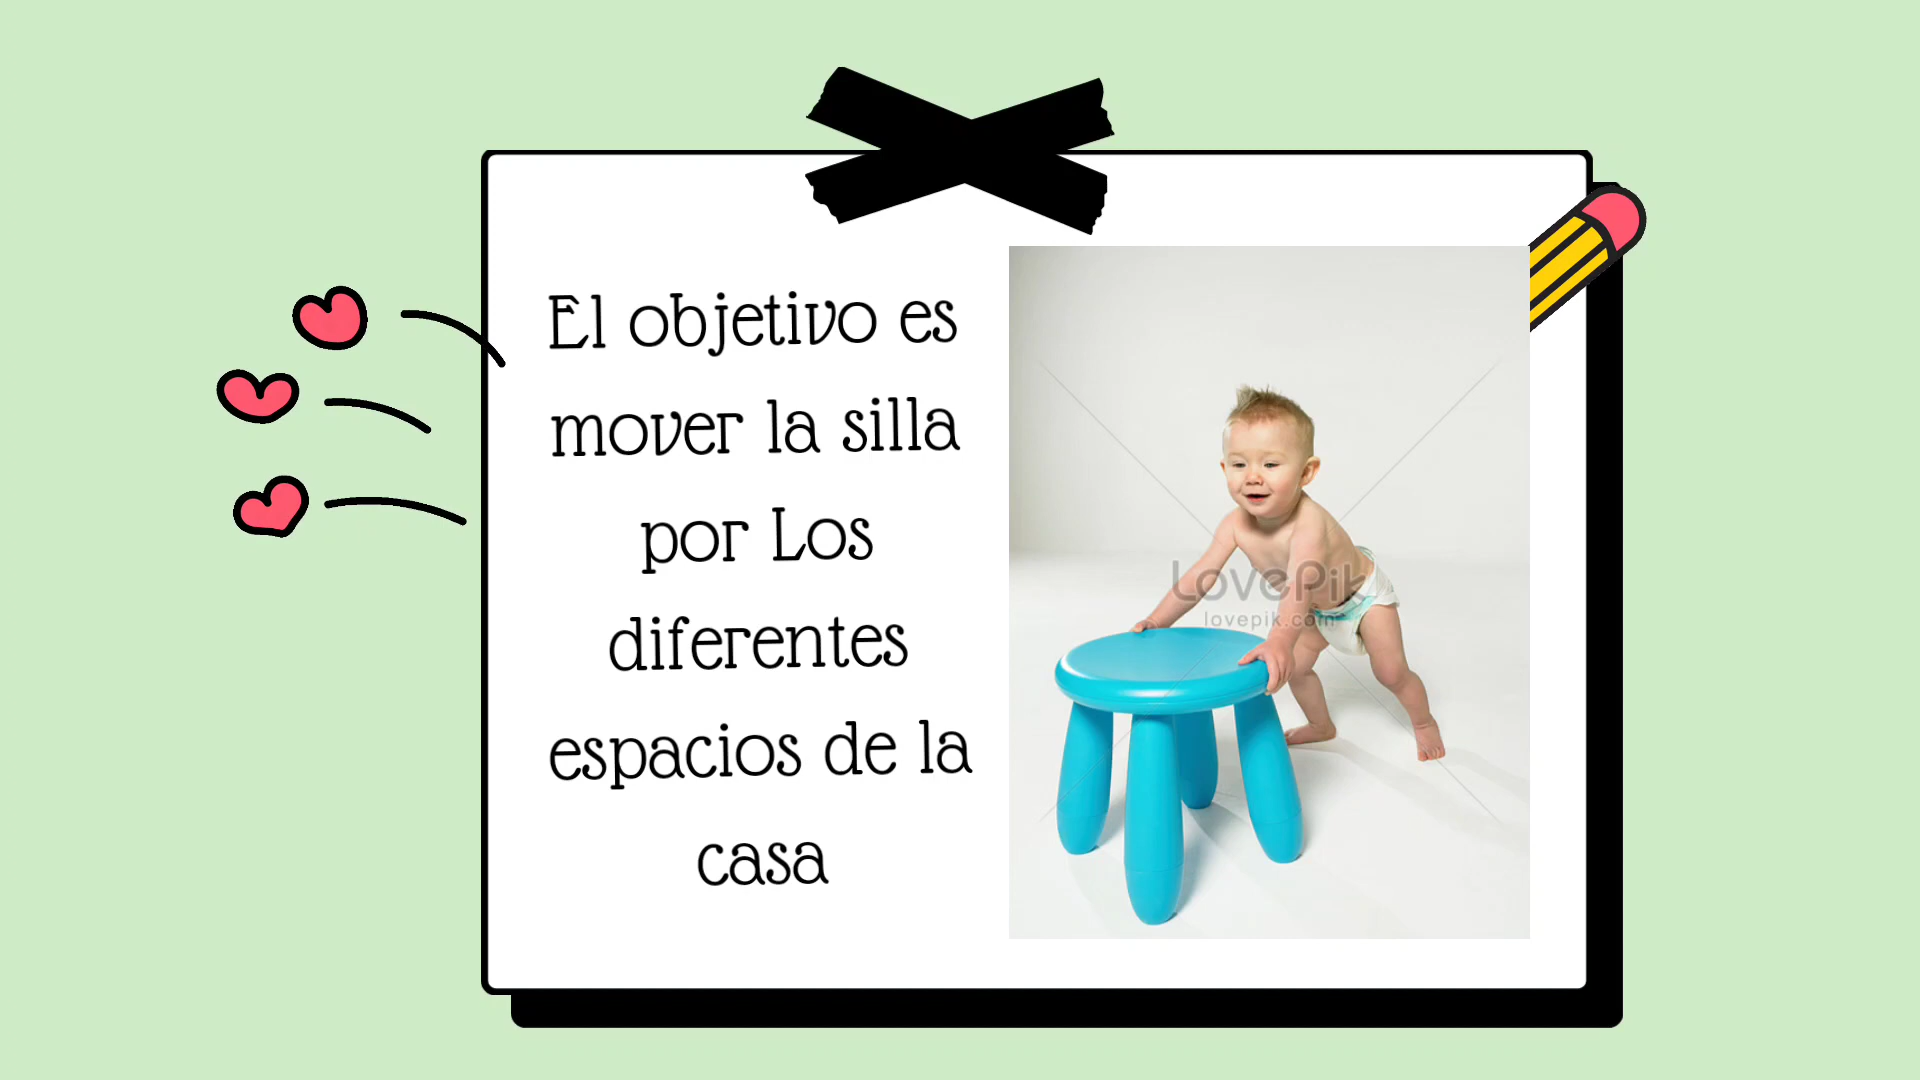 El objetivo es
mover la silla
por Los
diferentes
espacios de la
casa
LovePik
lovepik.com